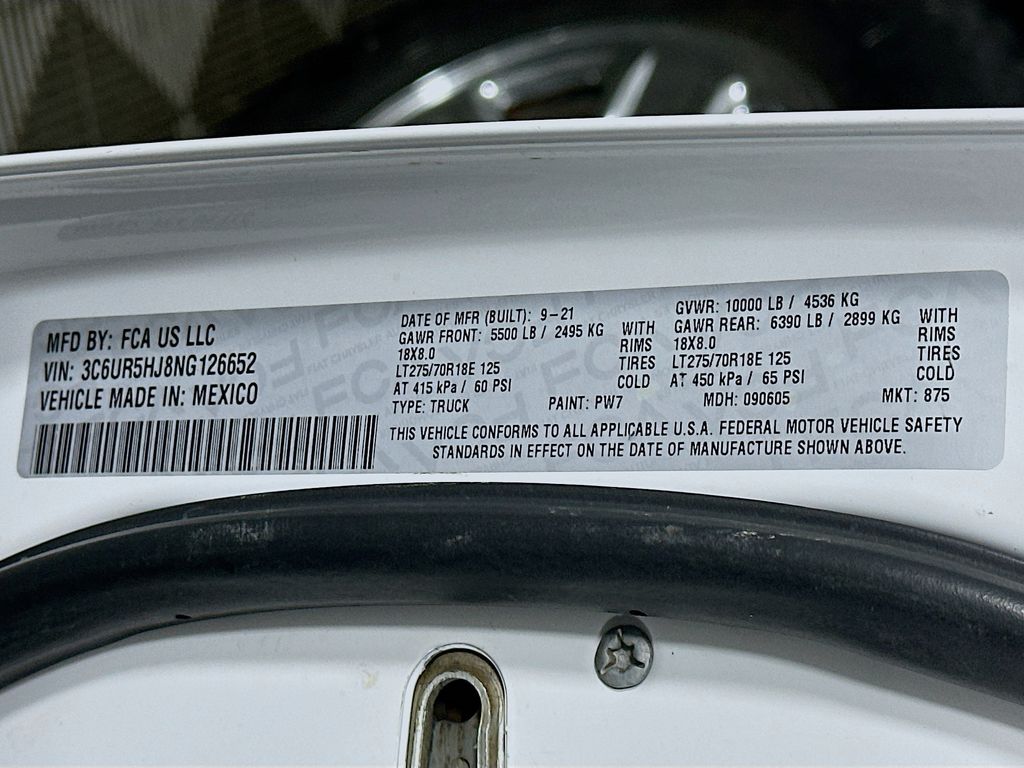 MFD BY: FCA US LLC
VIN: 3C6UR5HJ8NG126652
VEHICLE MADE IN: MEXICO
DATE OF MFR (BUILT): 9-21 GVWR: 10000 LB / 4536 KG
GAWR FRONT: 5500 LB / 2495 KG WITH GAWR REAR: 6390 LB / 2899 KG WITH
18X8.0 RIMS 18X8.0 RIMS
LT275/70R18E 125 TIRES LT275/70R18E 125 TIRES
AT 415 kPa / 60 PSI COLD AT 450 kPa / 65 PSI COLD
TYPE: TRUCK PAINT: PW7 MDH: 090605 MKT: 875
THIS VEHICLE CONFORMS TO ALL APPLICABLE U.S.A. FEDERAL MOTOR VEHICLE SAFETY
STANDARDS IN EFFECT ON THE DATE OF MANUFACTURE SHOWN ABOVE.